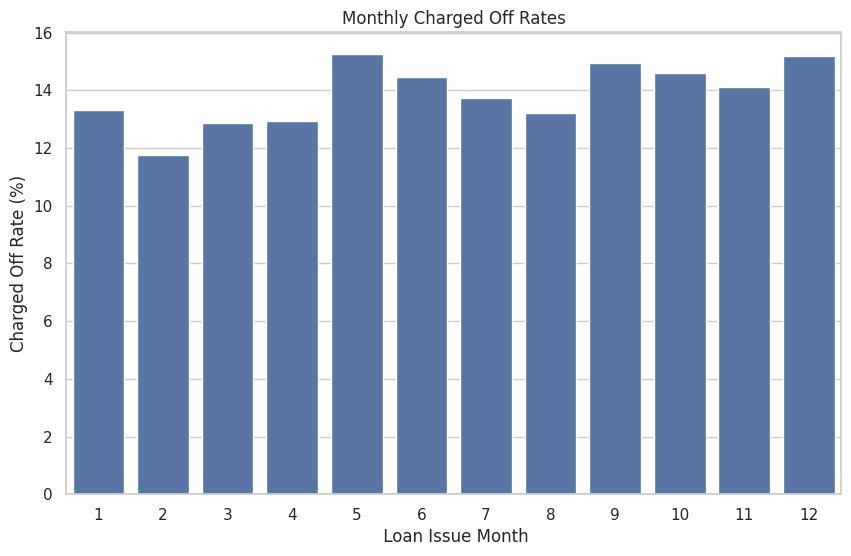 Monthly Charged Off Rates
Charged Off Rate (%)
16
14
12
10
8
6
4
2
0
1 2 3 4 5 6 7 8 9 10 11 12
Loan Issue Month